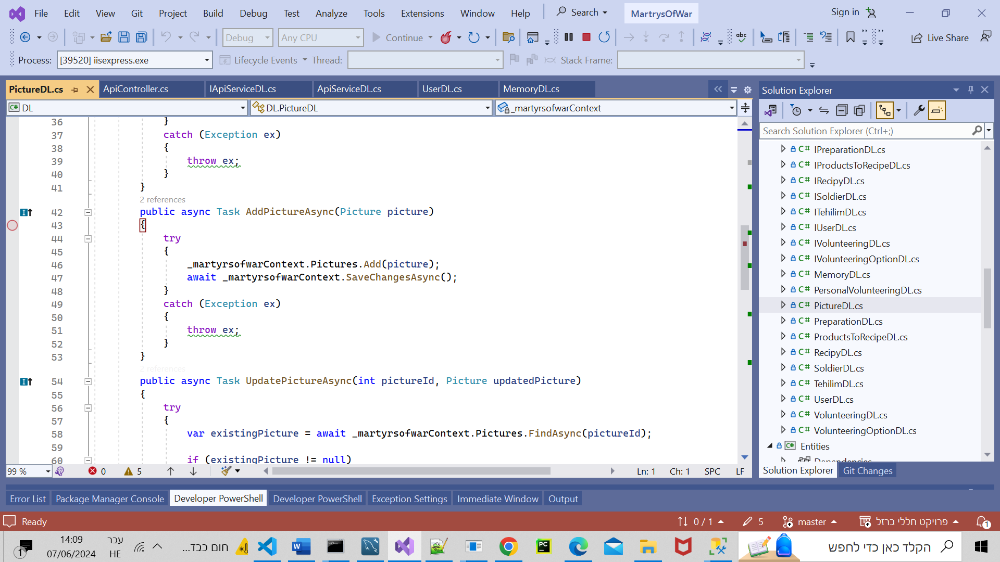 File Edit View Git Project Build Debug Test Analyze Tools Extensions Window Help Search MartrysOfWar Sign in
Debug Any CPU Continue Live Share
Process: [39520] iisexpress.exe Lifecycle Events Thread: Stack Frame:
PictureDL.cs ApiController.cs IApiServiceDL.cs ApiServiceDL.cs UserDL.cs MemoryDL.cs
DL DL.PictureDL _martyrsofwarContext
36 }
37 catch (Exception ex)
38 {
39 throw ex;
40 }
41 }
2 references
42 public async Task AddPictureAsync(Picture picture)
43 {
44 try
45 {
46 _martyrsofwarContext.Pictures.Add(picture);
47 await _martyrsofwarContext.SaveChangesAsync();
48 }
49 catch (Exception ex)
50 {
51 throw ex;
52 }
53 }
2 references
54 public async Task UpdatePictureAsync(int pictureId, Picture updatedPicture)
55 {
56 try
57 {
58 var existingPicture = await _martyrsofwarContext.Pictures.FindAsync(pictureId);
59
60 if (existingPicture != null)
99 % 0 5 Ln: 1 Ch: 1 SPC LF
Solution Explorer
Search Solution Explorer (Ctrl+;)
C# IPreparationDL.cs
C# IProductsToRecipeDL.cs
C# IRecipyDL.cs
C# ISoldierDL.cs
C# ITehilimDL.cs
C# IUserDL.cs
C# IVolunteeringDL.cs
C# IVolunteeringOptionDL.cs
C# MemoryDL.cs
C# PersonalVolunteeringDL.cs
C# PictureDL.cs
C# PreparationDL.cs
C# ProductsToRecipeDL.cs
C# RecipyDL.cs
C# SoldierDL.cs
C# TehilimDL.cs
C# UserDL.cs
C# VolunteeringDL.cs
C# VolunteeringOptionDL.cs
C# Entities
Dependencies
Solution Explorer Git Changes
Error List Package Manager Console Developer PowerShell Developer PowerShell Exception Settings Immediate Window Output
Ready 0 / 1 5 master פרויקט חללי ברזל 1
1 14:09 07/06/2024 עבר HE חום כבד... הקלד כאן כדי לחפש